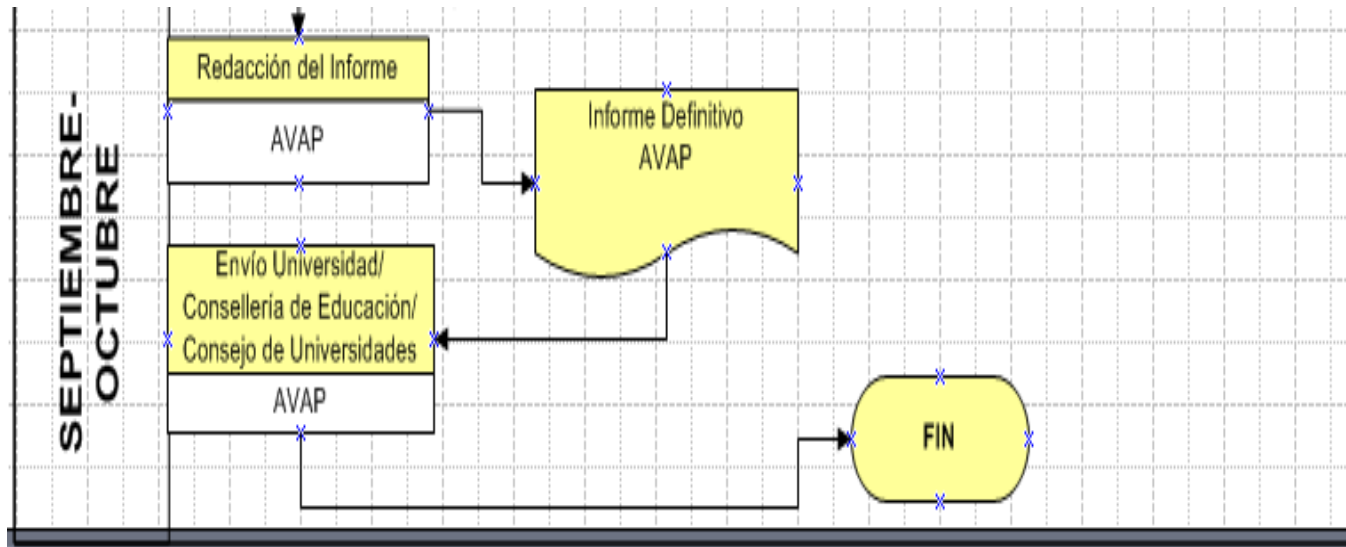 SEPTIEMBRE-
OCTUBRE
Redacción del Informe
AVAP
Informe Definitivo
AVAP
Envío Universidad/
Consellería de Educación/
Consejo de Universidades
AVAP
FIN